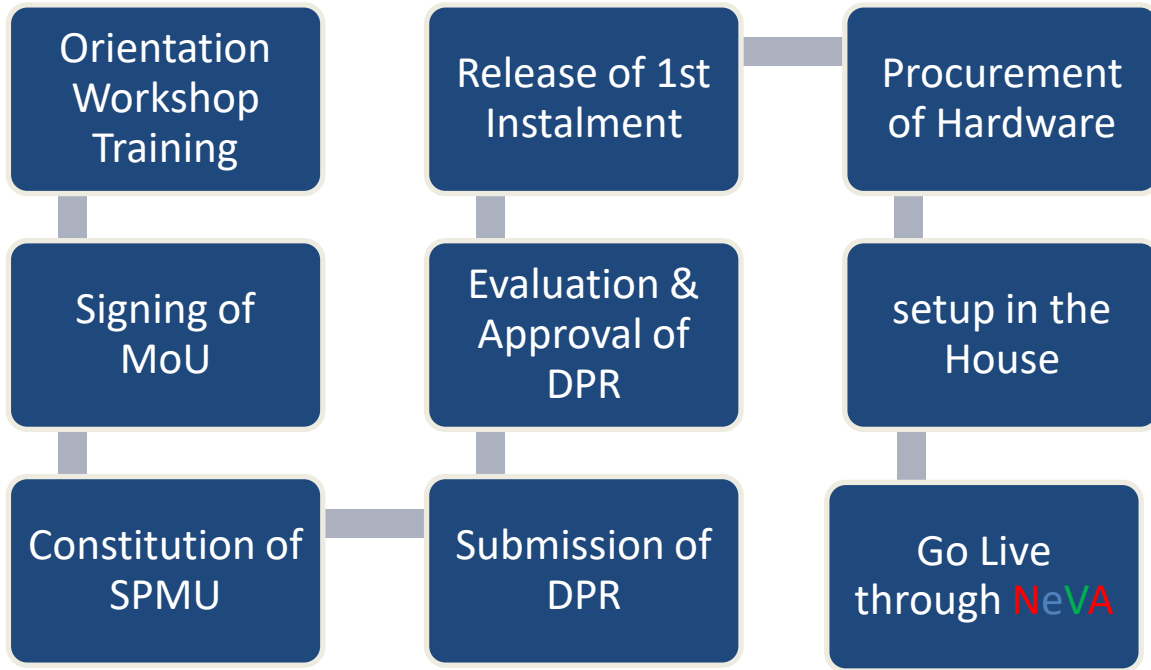 Orientation
Workshop
Training
Signing of
MoU
Constitution of
SPMU
Submission of
DPR
Evaluation &
Approval of
DPR
Release of 1st
Instalment
Procurement
of Hardware
setup in the
House
Go Live
through NeVA